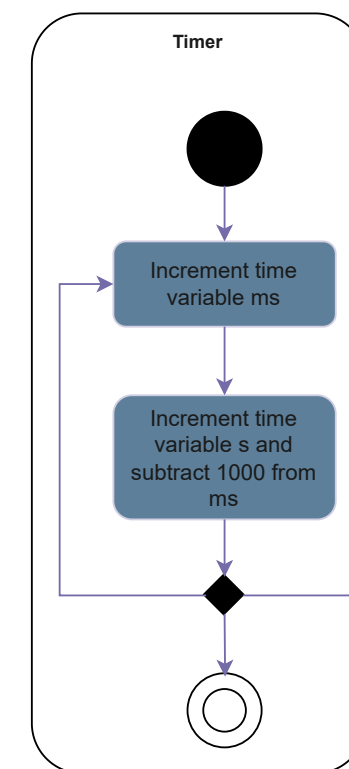 Timer
Increment time
variable ms
Increment time
variable s and
subtract 1000 from
ms